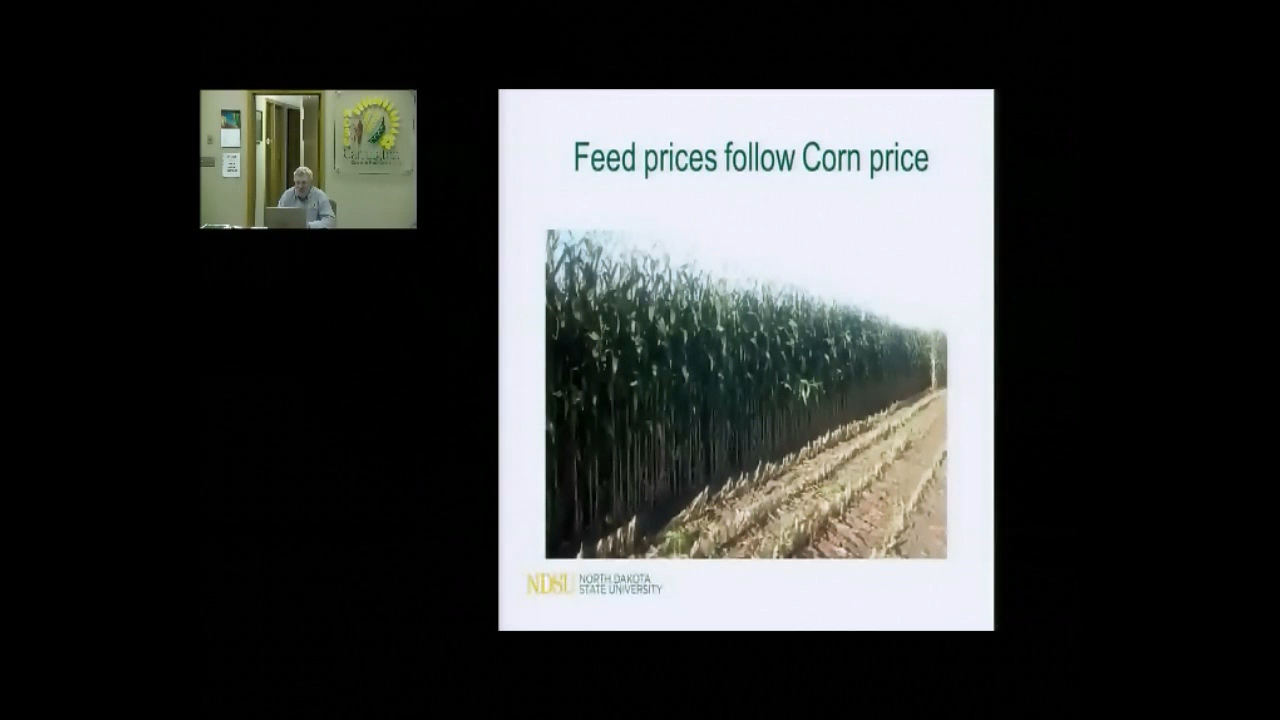 Feed prices follow Corn price
NDSU
NORTH DAKOTA
STATE UNIVERSITY